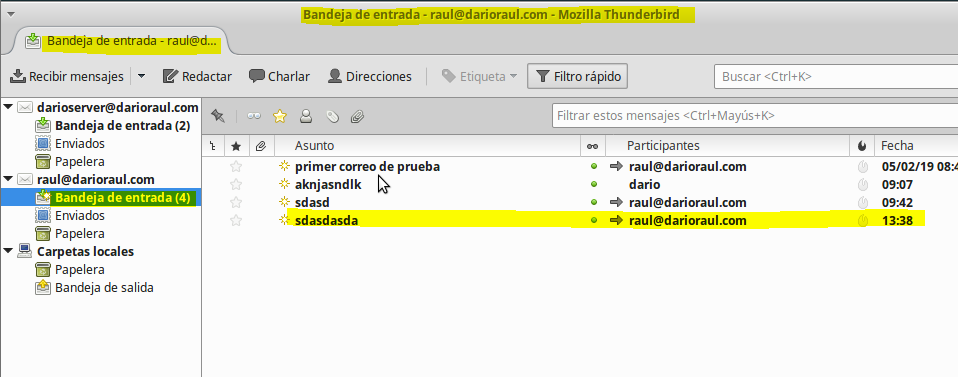 Bandeja de entrada - raul@darioraul.com - Mozilla Thunderbird
Bandeja de entrada - raul@d...
Recibir mensajes Redactar Charlar Direcciones Etiqueta Filtro rápido Buscar <Ctrl+K>
darioserver@darioraul.com
Bandeja de entrada (2)
Enviados
Papelera
raul@darioraul.com
Bandeja de entrada (4)
Enviados
Papelera
Carpetas locales
Papelera
Bandeja de salida
Filtrar estos mensajes <Ctrl+Mayús+K>
Asunto Participantes Fecha
primer correo de prueba raul@darioraul.com 05/02/19 08:4
aknjasndlk dario 09:07
sdasd raul@darioraul.com 09:42
sdasdasda raul@darioraul.com 13:38